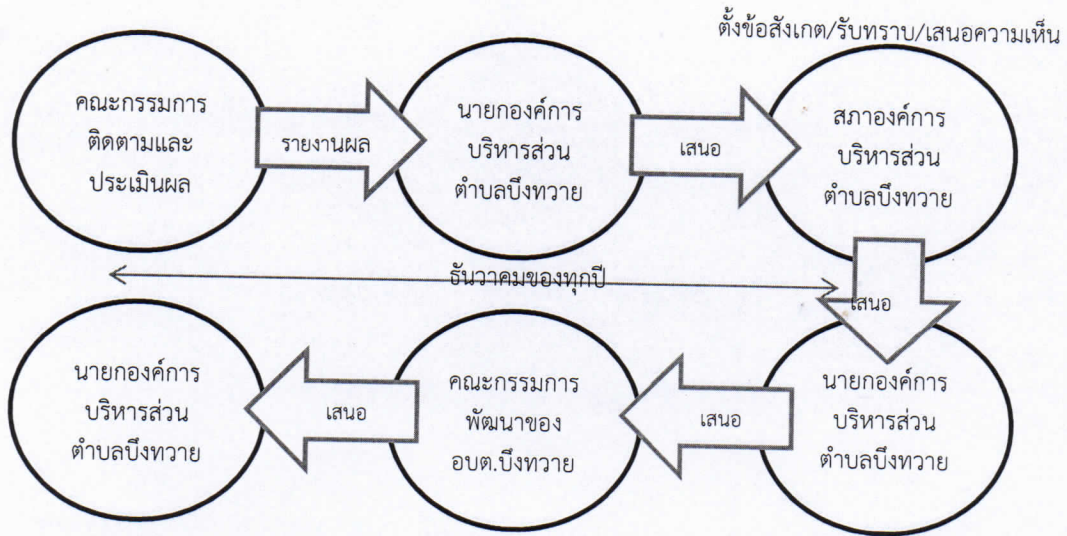 ตั้งข้อสังเกต/รับทราบ/เสนอความเห็น
คณะกรรมการ
ติดตามและ
ประเมินผล
รายงานผล
นายกองค์การ
บริหารส่วน
ตำบลบึงทวาย
เสนอ
สภาองค์การ
บริหารส่วน
ตำบลบึงทวาย
ธันวาคมของทุกปี
เสนอ
นายกองค์การ
บริหารส่วน
ตำบลบึงทวาย
เสนอ
คณะกรรมการ
พัฒนาของ
อบต.บึงทวาย
เสนอ
นายกองค์การ
บริหารส่วน
ตำบลบึงทวาย